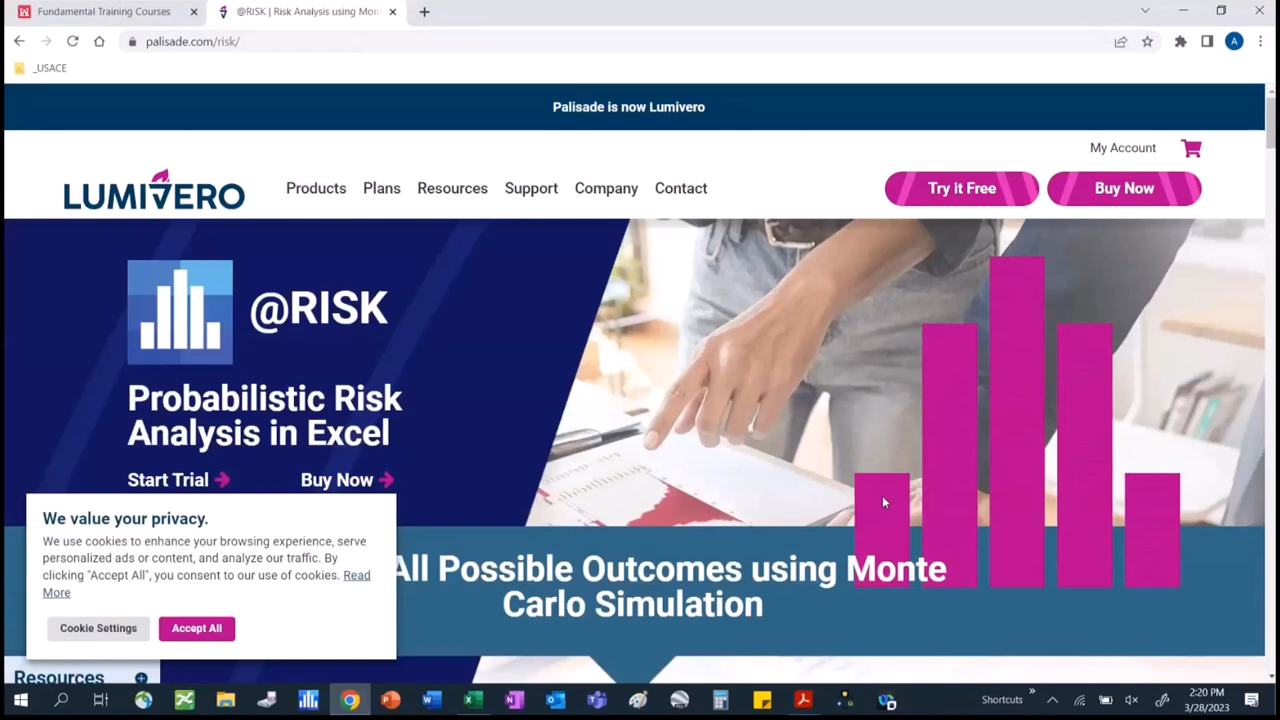 Fundamental Training Courses
@RISK | Risk Analysis using Mon
palisade.com/risk/
A
_USACE
Palisade is now Lumivero
My Account
LUMIVERO
Products Plans Resources Support Company Contact
Try it Free
Buy Now
@RISK
Probabilistic Risk
Analysis in Excel
Start Trial
Buy Now
We value your privacy.
We use cookies to enhance your browsing experience, serve
personalized ads or content, and analyze our traffic. By
clicking "Accept All", you consent to our use of cookies. Read
More
Cookie Settings
Accept All
All Possible Outcomes using Monte
Carlo Simulation
Resources
Shortcuts
2:20 PM
3/28/2023